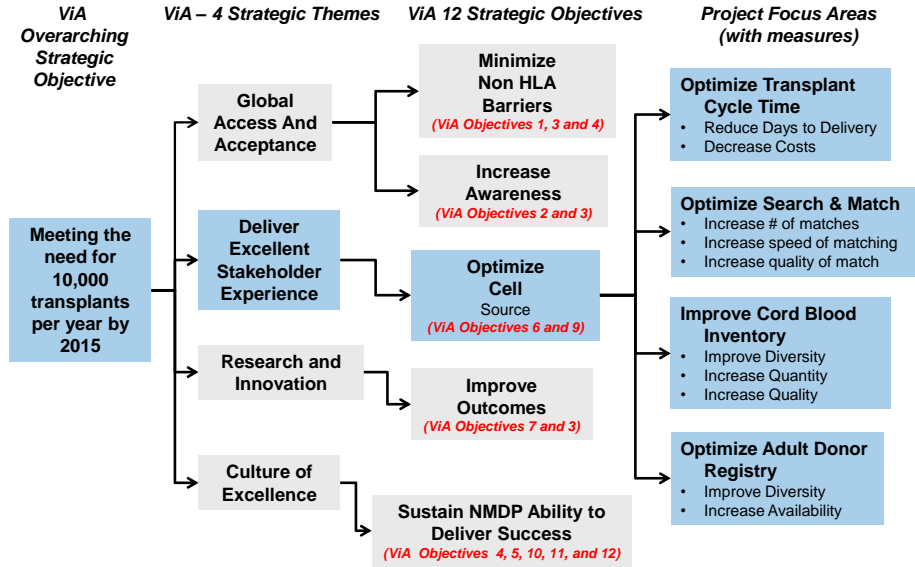 ViA
Overarching
Strategic
Objective
ViA – 4 Strategic Themes
ViA 12 Strategic Objectives
Project Focus Areas
(with measures)
Meeting the
need for
10,000
transplants
per year by
2015
Global
Access And
Acceptance
Deliver
Excellent
Stakeholder
Experience
Research and
Innovation
Culture of
Excellence
Minimize
Non HLA
Barriers
(ViA Objectives 1, 3 and 4)
Increase
Awareness
(ViA Objectives 2 and 3)
Optimize
Cell
Source
(ViA Objectives 6 and 9)
Improve
Outcomes
(ViA Objectives 7 and 3)
Sustain NMDP Ability to
Deliver Success
(ViA Objectives 4, 5, 10, 11, and 12)
Optimize Transplant
Cycle Time
• Reduce Days to Delivery
• Decrease Costs
Optimize Search & Match
• Increase # of matches
• Increase speed of matching
• Increase quality of match
Improve Cord Blood
Inventory
• Improve Diversity
• Increase Quantity
• Increase Quality
Optimize Adult Donor
Registry
• Improve Diversity
• Increase Availability